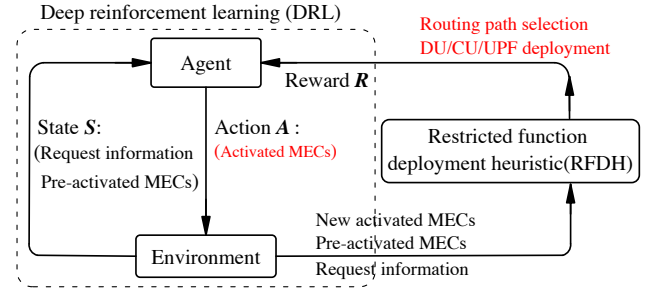 Deep reinforcement learning (DRL)
Routing path selection
DU/CU/UPF deployment
Agent
Reward R
State S:
(Request information
Pre-activated MECs)
Action A :
(Activated MECs)
Restricted function
deployment heuristic(RFDH)
New activated MECs
Pre-activated MECs
Request information
Environment